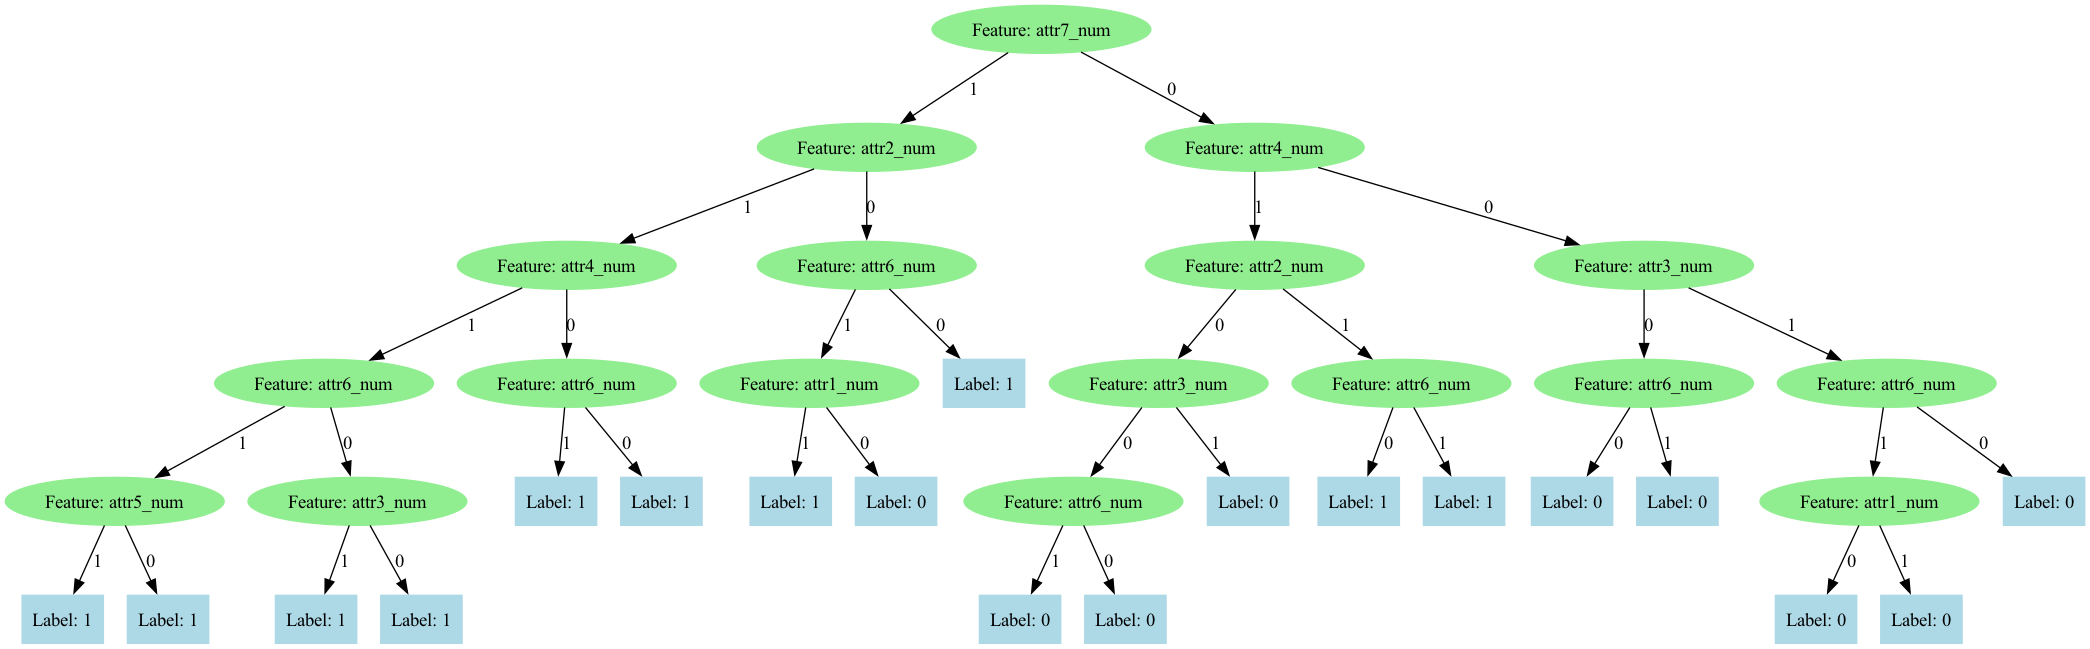 Feature: attr7_num
1
0
Feature: attr2_num
Feature: attr4_num
1
0
1
0
Feature: attr4_num
Feature: attr6_num
Feature: attr2_num
Feature: attr3_num
1
0
1
0
0
1
0
1
Feature: attr6_num
Feature: attr6_num
Feature: attr1_num
Label: 1
Feature: attr3_num
Feature: attr6_num
Feature: attr6_num
Feature: attr6_num
1
0
1
0
1
0
0
1
0
1
0
1
1
0
Feature: attr5_num
Feature: attr3_num
Label: 1
Label: 1
Label: 1
Label: 0
Feature: attr6_num
Label: 0
Label: 1
Label: 1
Label: 0
Label: 0
Feature: attr1_num
Label: 0
1
0
1
0
1
0
0
1
Label: 1
Label: 1
Label: 1
Label: 1
Label: 0
Label: 0
Label: 0
Label: 0